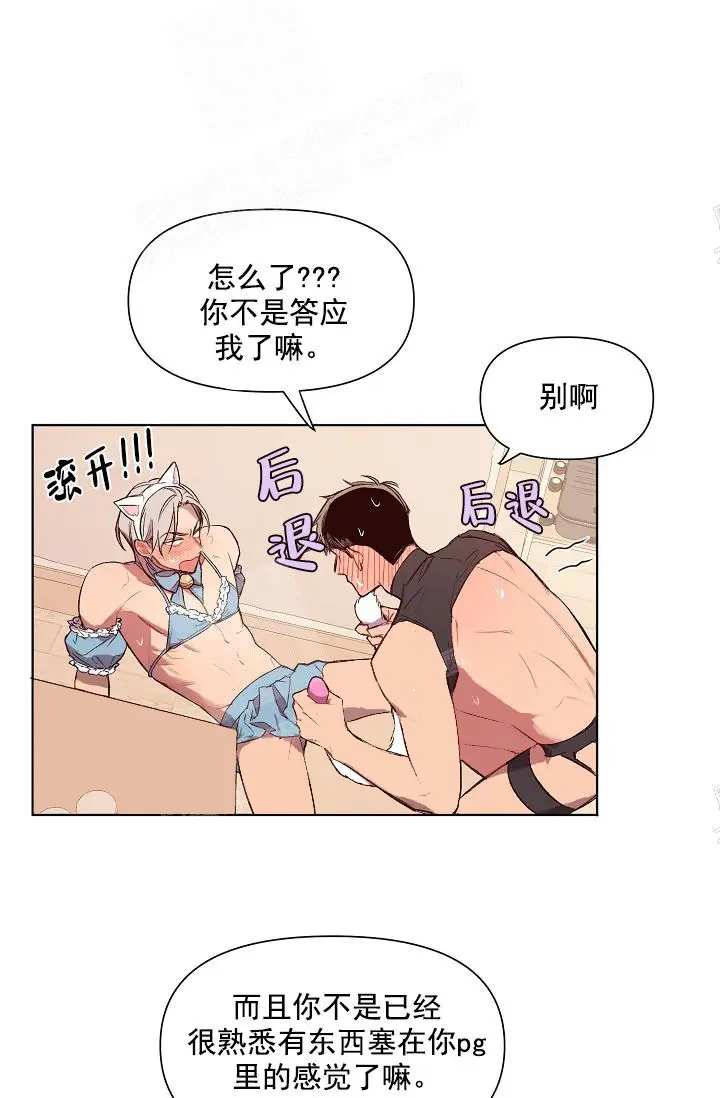 怎么了???
你不是答应
我了嘛。
别啊
滚开!!!
后退
后退
而且你不是已经
很熟悉有东西塞在你pg
里的感觉了嘛。